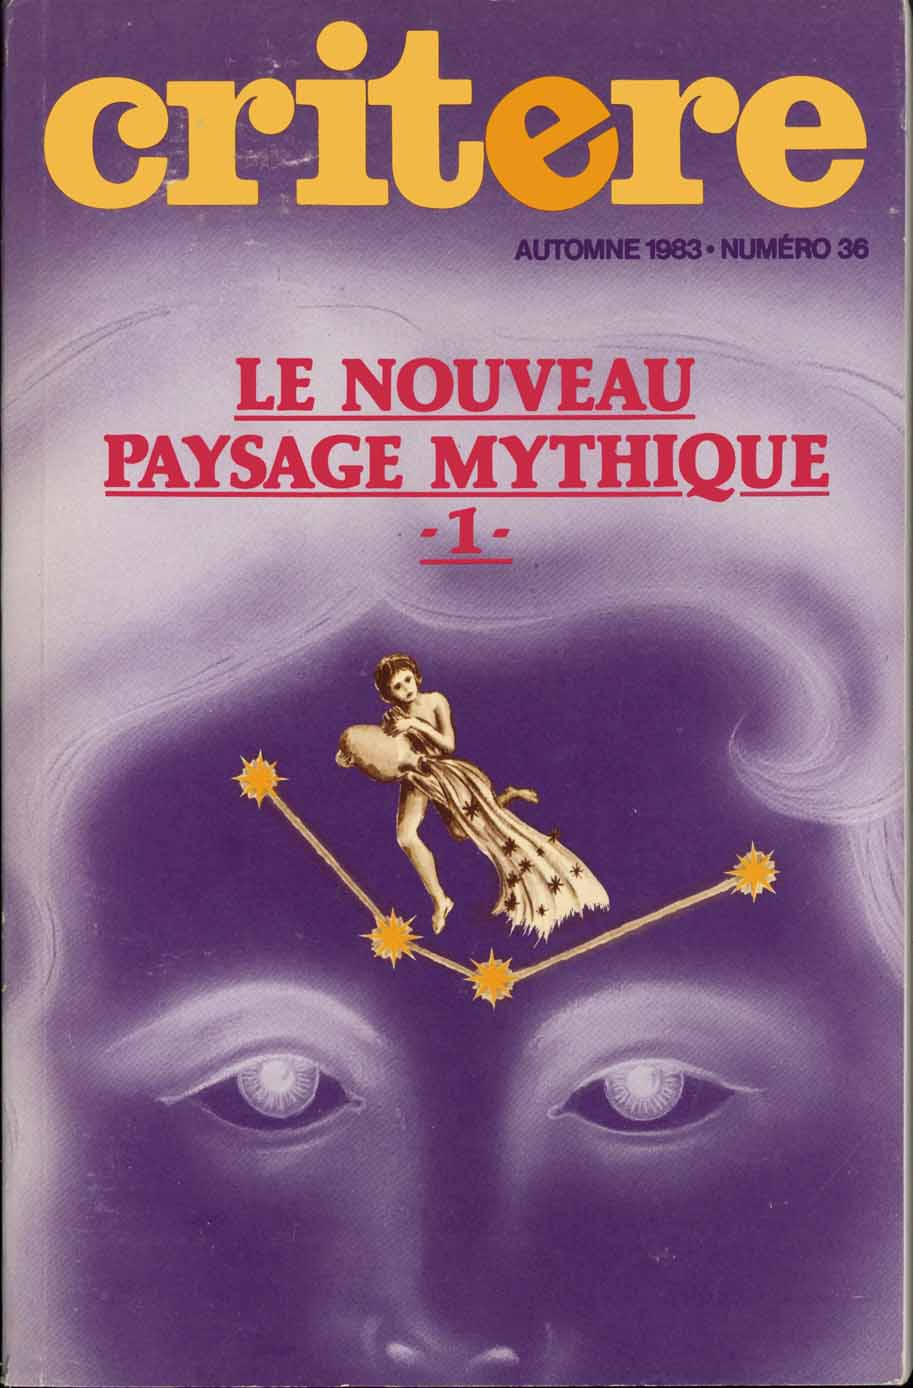 critere
AUTOMNE 1983 • NUMÉRO 36
LE NOUVEAU
PAYSAGE MYTHIQUE
-1-